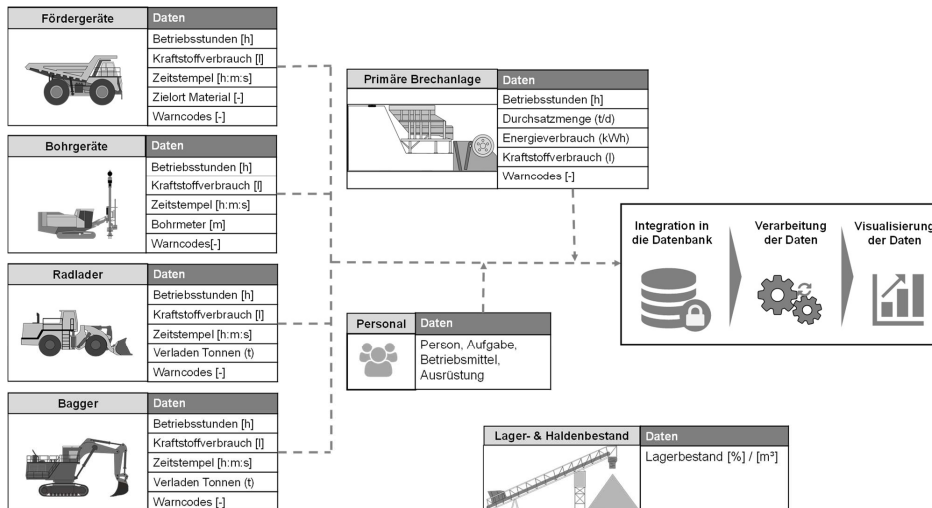 Fördergeräte
Daten
Betriebsstunden [h]
Kraftstoffverbrauch [l]
Zeitstempel [h:m:s]
Zielort Material [-]
Warncodes [-]
Bohrgeräte
Daten
Betriebsstunden [h]
Kraftstoffverbrauch [l]
Zeitstempel [h:m:s]
Bohrmeter [m]
Warncodes[-]
Radlader
Daten
Betriebsstunden [h]
Kraftstoffverbrauch [l]
Zeitstempel [h:m:s]
Verladen Tonnen (t)
Warncodes [-]
Bagger
Daten
Betriebsstunden [h]
Kraftstoffverbrauch [l]
Zeitstempel [h:m:s]
Verladen Tonnen (t)
Warncodes [-]
Primäre Brechanlage
Daten
Betriebsstunden [h]
Durchsatzmenge (t/d)
Energieverbrauch (kWh)
Kraftstoffverbrauch (l)
Warncodes [-]
Personal
Daten
Person, Aufgabe,
Betriebsmittel,
Ausrüstung
Lager- & Haldenbestand
Daten
Lagerbestand [%] / [m³]
Integration in
die Datenbank
Verarbeitung
der Daten
Visualisierung
der Daten